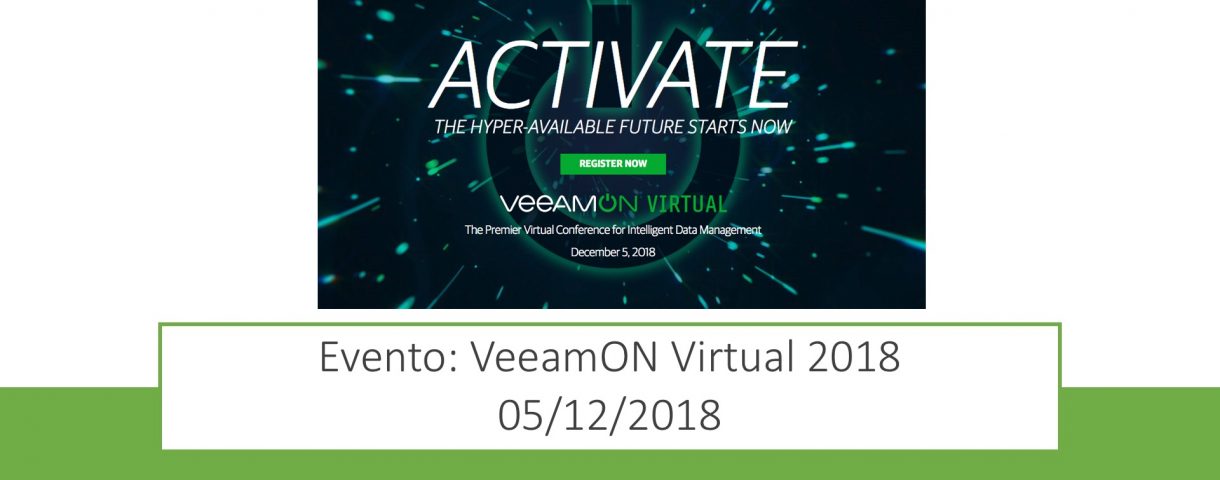 ACTIVATE
THE HYPER-AVAILABLE FUTURE STARTS NOW
REGISTER NOW
VEEAMON VIRTUAL
The Premier Virtual Conference for Intelligent Data Management
December 5, 2018
Evento: VeeamON Virtual 2018
05/12/2018